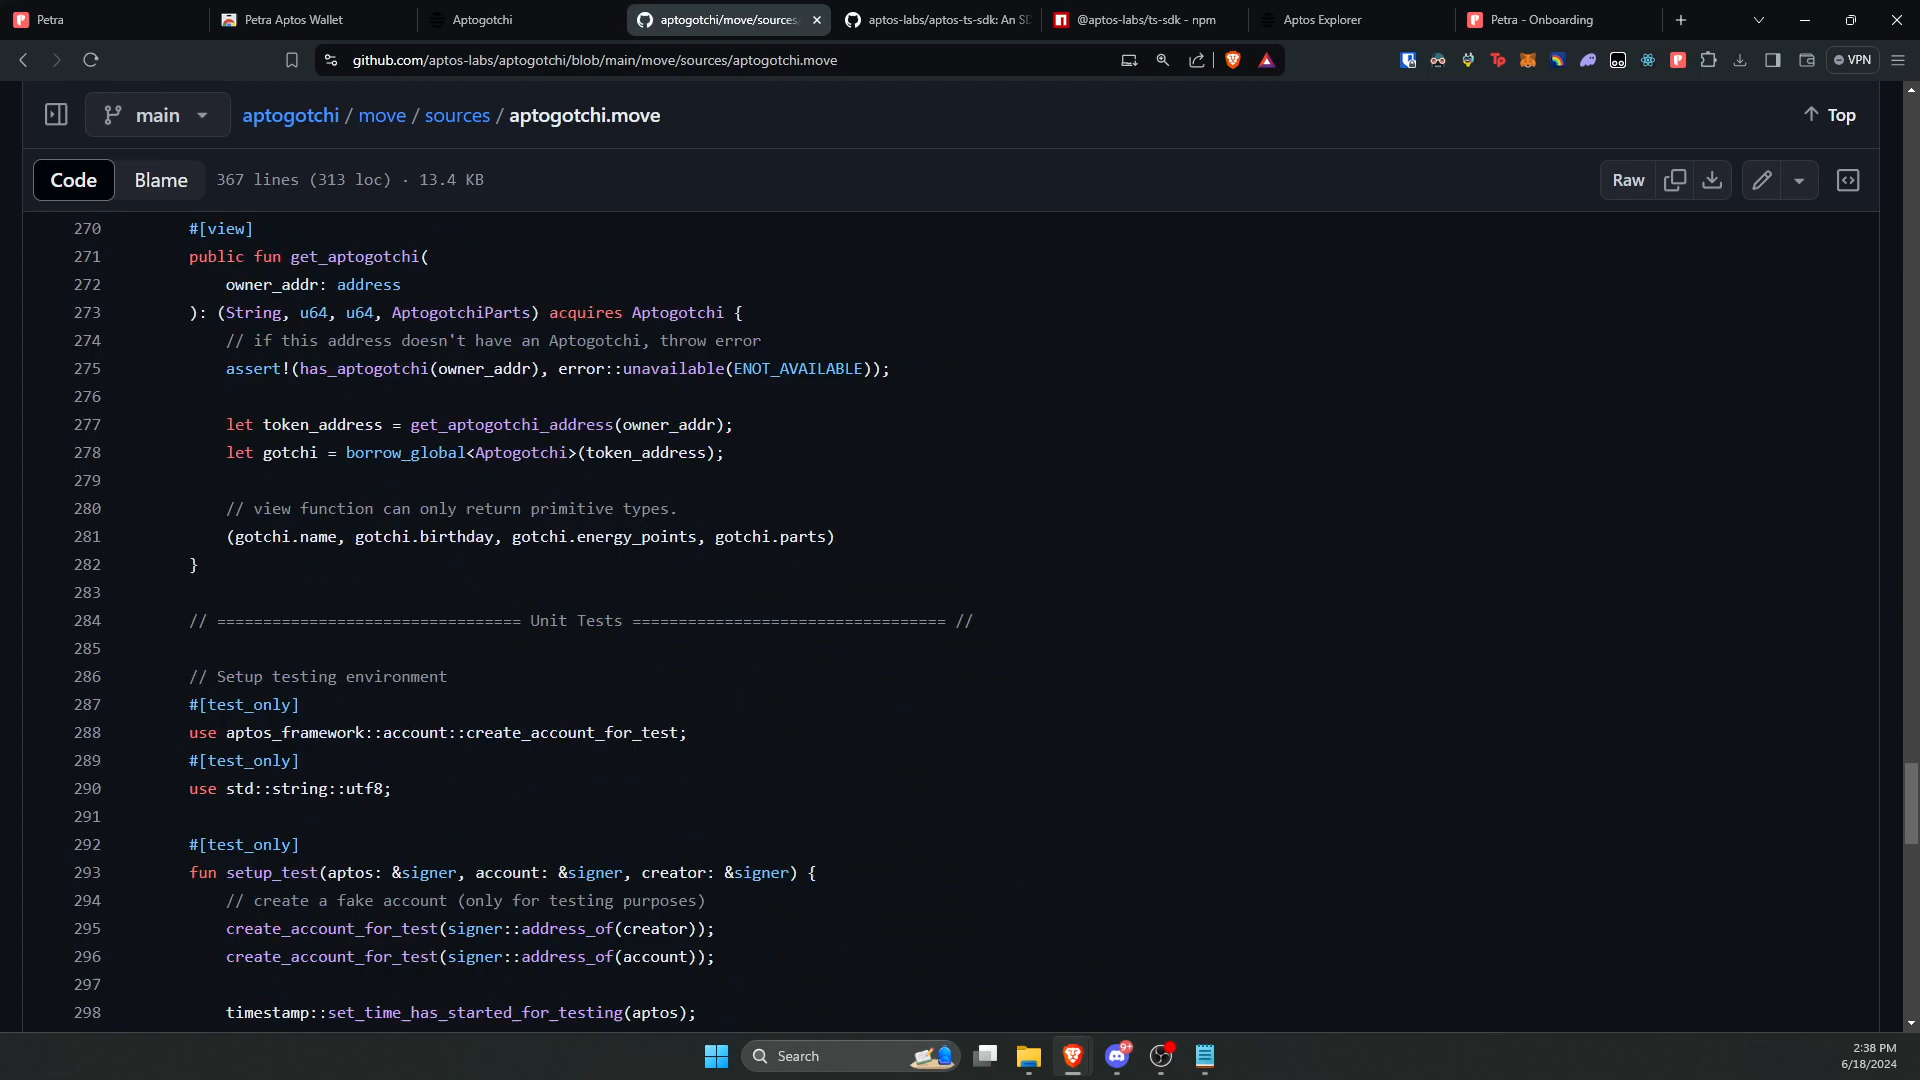 Petra
Petra Aptos Wallet
Aptogotchi
aptogotchi/move/sources
aptos-labs/aptos-ts-sdk: An SD
@aptos-labs/ts-sdk - npm
Aptos Explorer
Petra - Onboarding
github.com/aptos-labs/aptogotchi/blob/main/move/sources/aptogotchi.move
Tp
VPN
main
aptogotchi / move / sources / aptogotchi.move
Top
Code
Blame
367 lines (313 loc) · 13.4 KB
Raw
270 #[view]
271 public fun get_aptogotchi(
272 owner_addr: address
273 ): (String, u64, u64, AptogotchiParts) acquires Aptogotchi {
274 // if this address doesn't have an Aptogotchi, throw error
275 assert!(has_aptogotchi(owner_addr), error::unavailable(ENOT_AVAILABLE));
276
277 let token_address = get_aptogotchi_address(owner_addr);
278 let gotchi = borrow_global<Aptogotchi>(token_address);
279
280 // view function can only return primitive types.
281 (gotchi.name, gotchi.birthday, gotchi.energy_points, gotchi.parts)
282 }
283
284 // ================================= Unit Tests ================================== //
285
286 // Setup testing environment
287 #[test_only]
288 use aptos_framework::account::create_account_for_test;
289 #[test_only]
290 use std::string::utf8;
291
292 #[test_only]
293 fun setup_test(aptos: &signer, account: &signer, creator: &signer) {
294 // create a fake account (only for testing purposes)
295 create_account_for_test(signer::address_of(creator));
296 create_account_for_test(signer::address_of(account));
297
298 timestamp::set_time_has_started_for_testing(aptos);
Search
9+
2:38 PM
6/18/2024